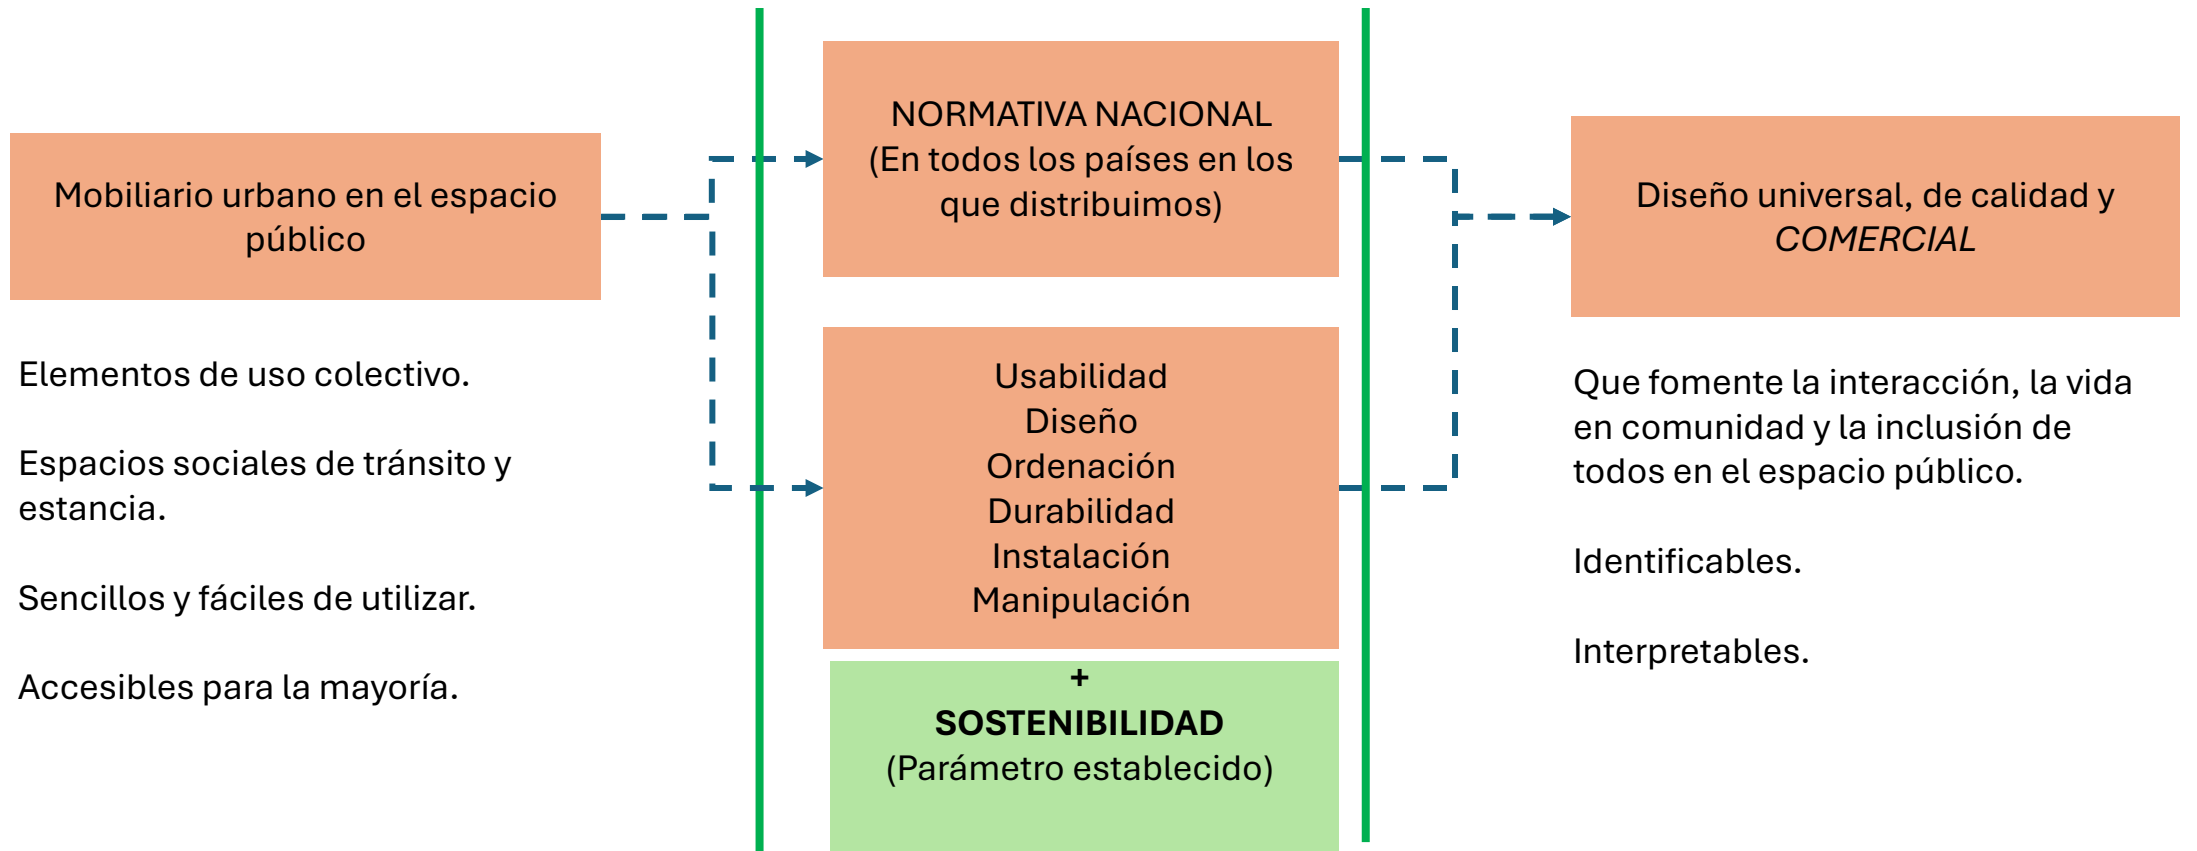 Mobiliario urbano en el espacio
público
Elementos de uso colectivo.
Espacios sociales de tránsito y
estancia.
Sencillos y fáciles de utilizar.
Accesibles para la mayoría.
NORMATIVA NACIONAL
(En todos los países en los
que distribuimos)
Usabilidad
Diseño
Ordenación
Durabilidad
Instalación
Manipulación
+
SOSTENIBILIDAD
(Parámetro establecido)
Diseño universal, de calidad y
COMERCIAL
Que fomente la interacción, la vida
en comunidad y la inclusión de
todos en el espacio público.
Identificables.
Interpretables.